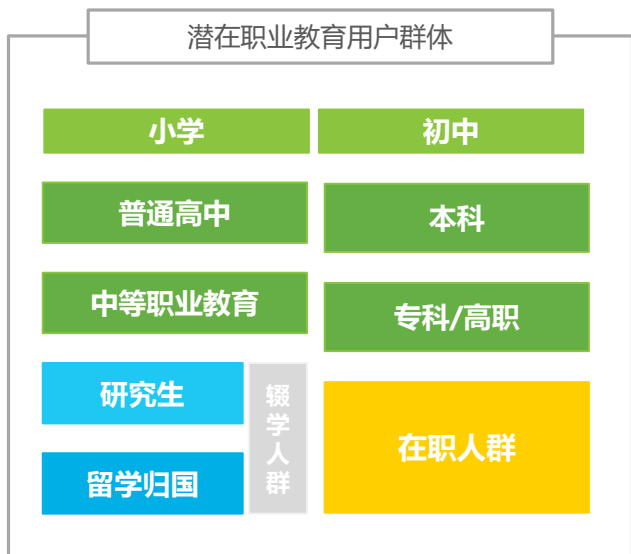 潜在职业教育用户群体
小学
初中
普通高中
本科
中等职业教育
专科/高职
研究生
辍学人群
在职人群
留学归国